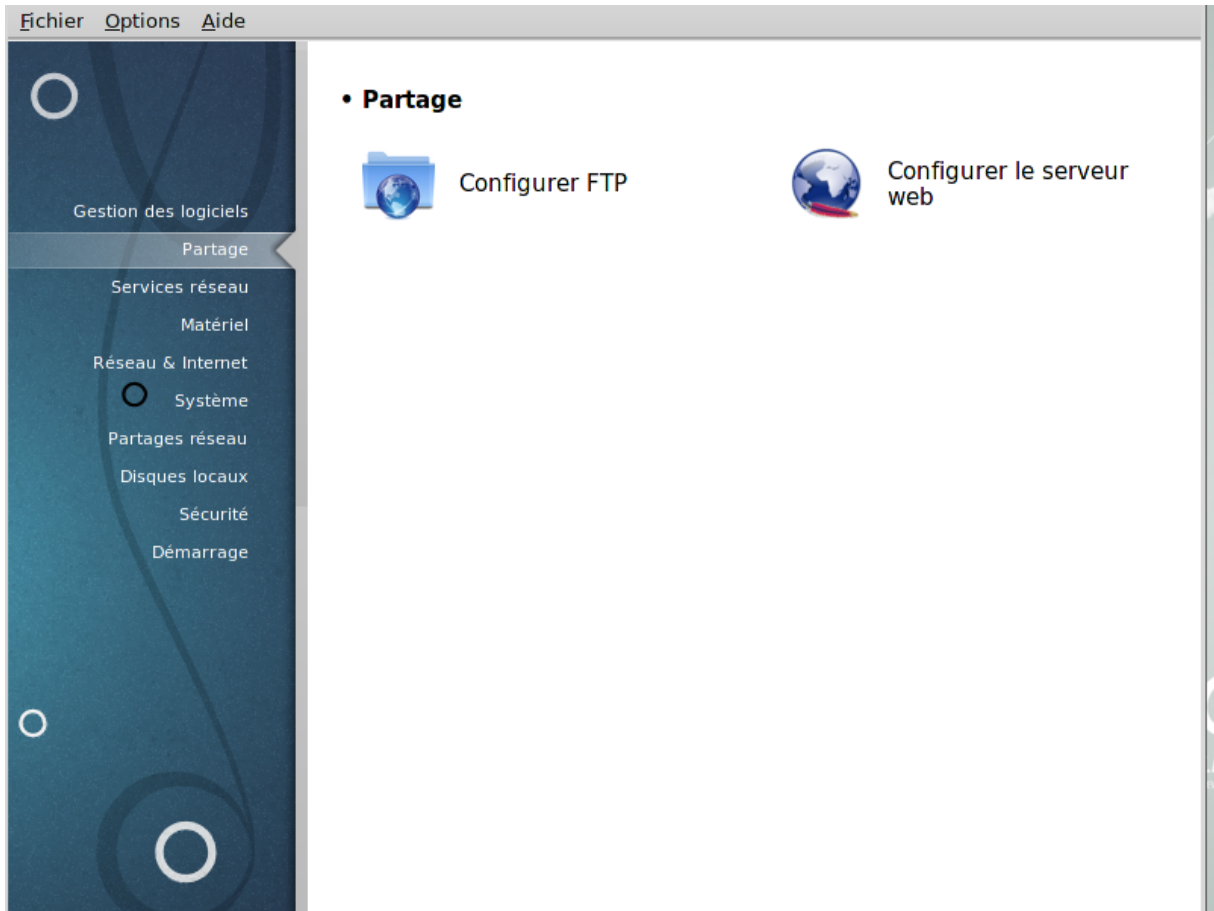 Fichier Options Aide
Gestion des logiciels
Partage
Services réseau
Matériel
Réseau & Internet
Système
Partages réseau
Disques locaux
Sécurité
Démarrage
• Partage
Configurer FTP
Configurer le serveur
web